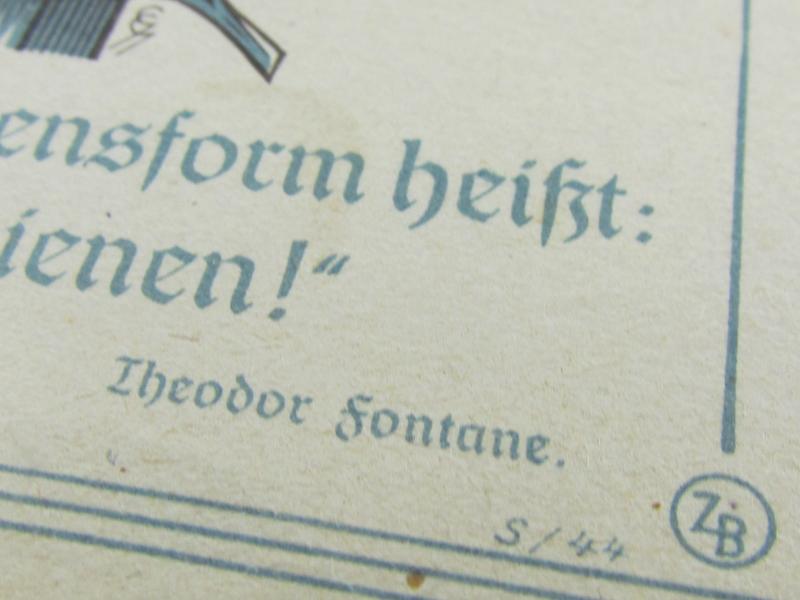 ensform heißt:
ienen!“
Theodor Fontane.
S/44
ZB